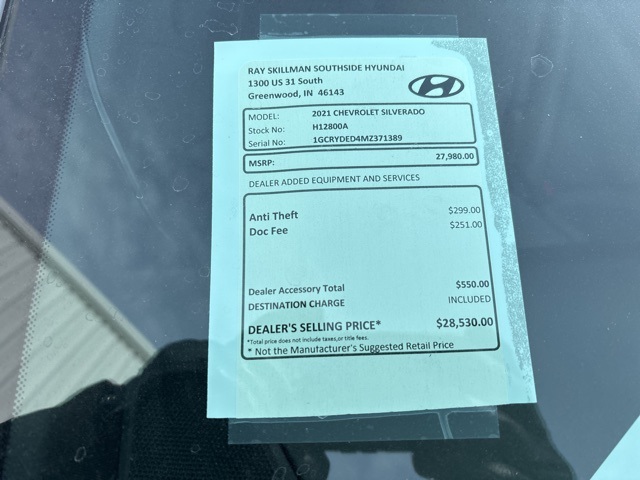 RAY SKILLMAN SOUTHSIDE HYUNDAI
1300 US 31 South
Greenwood, IN 46143
MODEL: 2021 CHEVROLET SILVERADO
Stock No: H12800A
Serial No: 1GCRYDED4MZ371389
MSRP: 27,980.00
DEALER ADDED EQUIPMENT AND SERVICES
Anti Theft $299.00
Doc Fee $251.00
Dealer Accessory Total $550.00
DESTINATION CHARGE INCLUDED
DEALER'S SELLING PRICE* $28,530.00
*Total price does not include taxes,or title fees.
* Not the Manufacturer's Suggested Retail Price